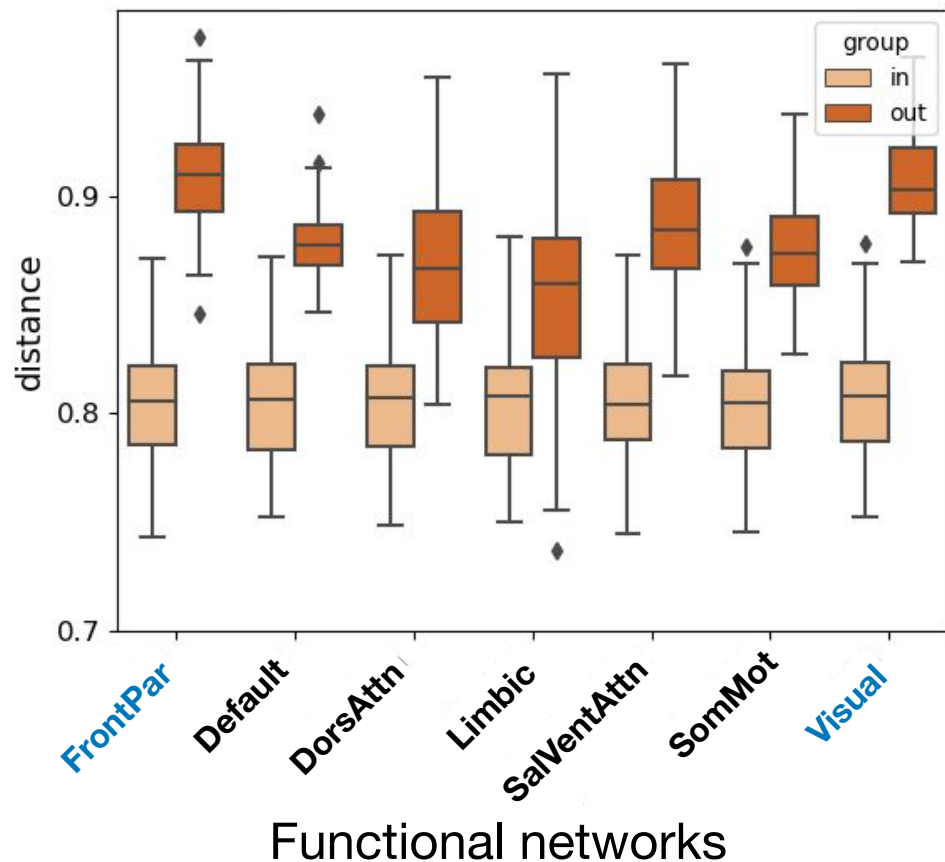 group
in
out
0.9
0.8
0.7
distance
FrontPar
Default
DorsAttn
Limbic
SalVentAttn
SomMot
Visual
Functional networks